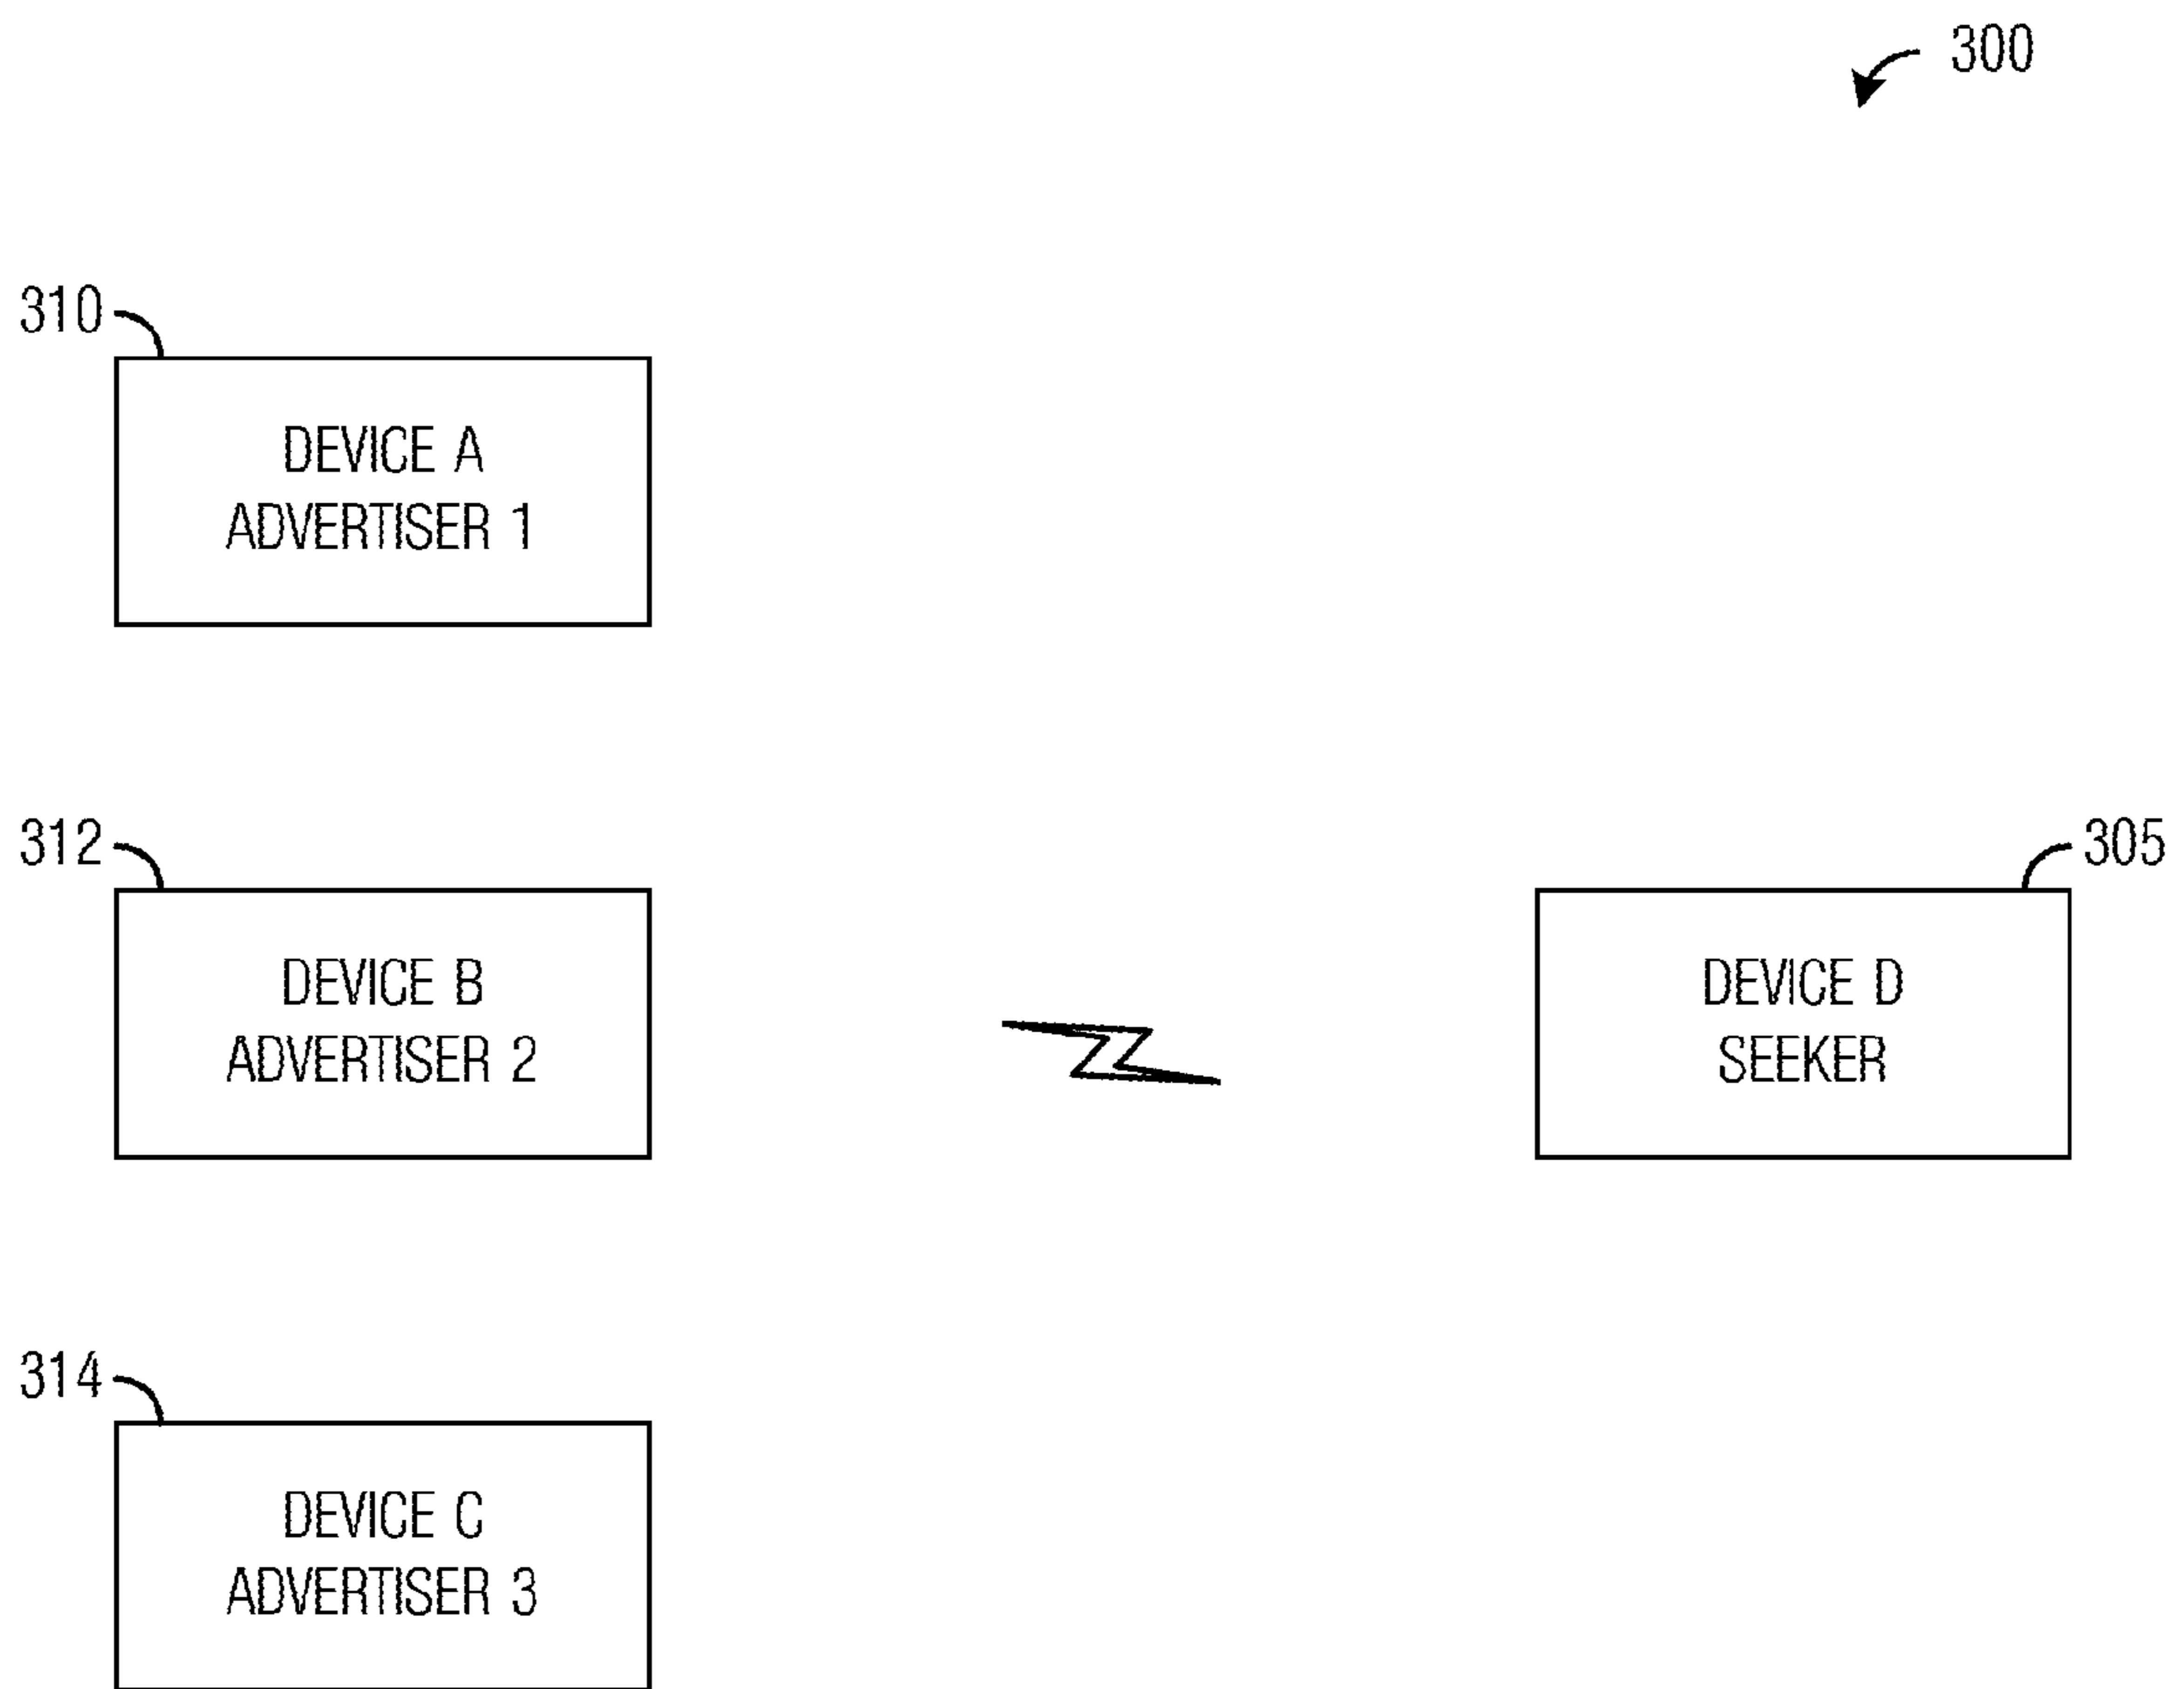 300
310
DEVICE A
ADVERTISER 1
312
DEVICE B
ADVERTISER 2
305
DEVICE D
SEEKER
314
DEVICE C
ADVERTISER 3